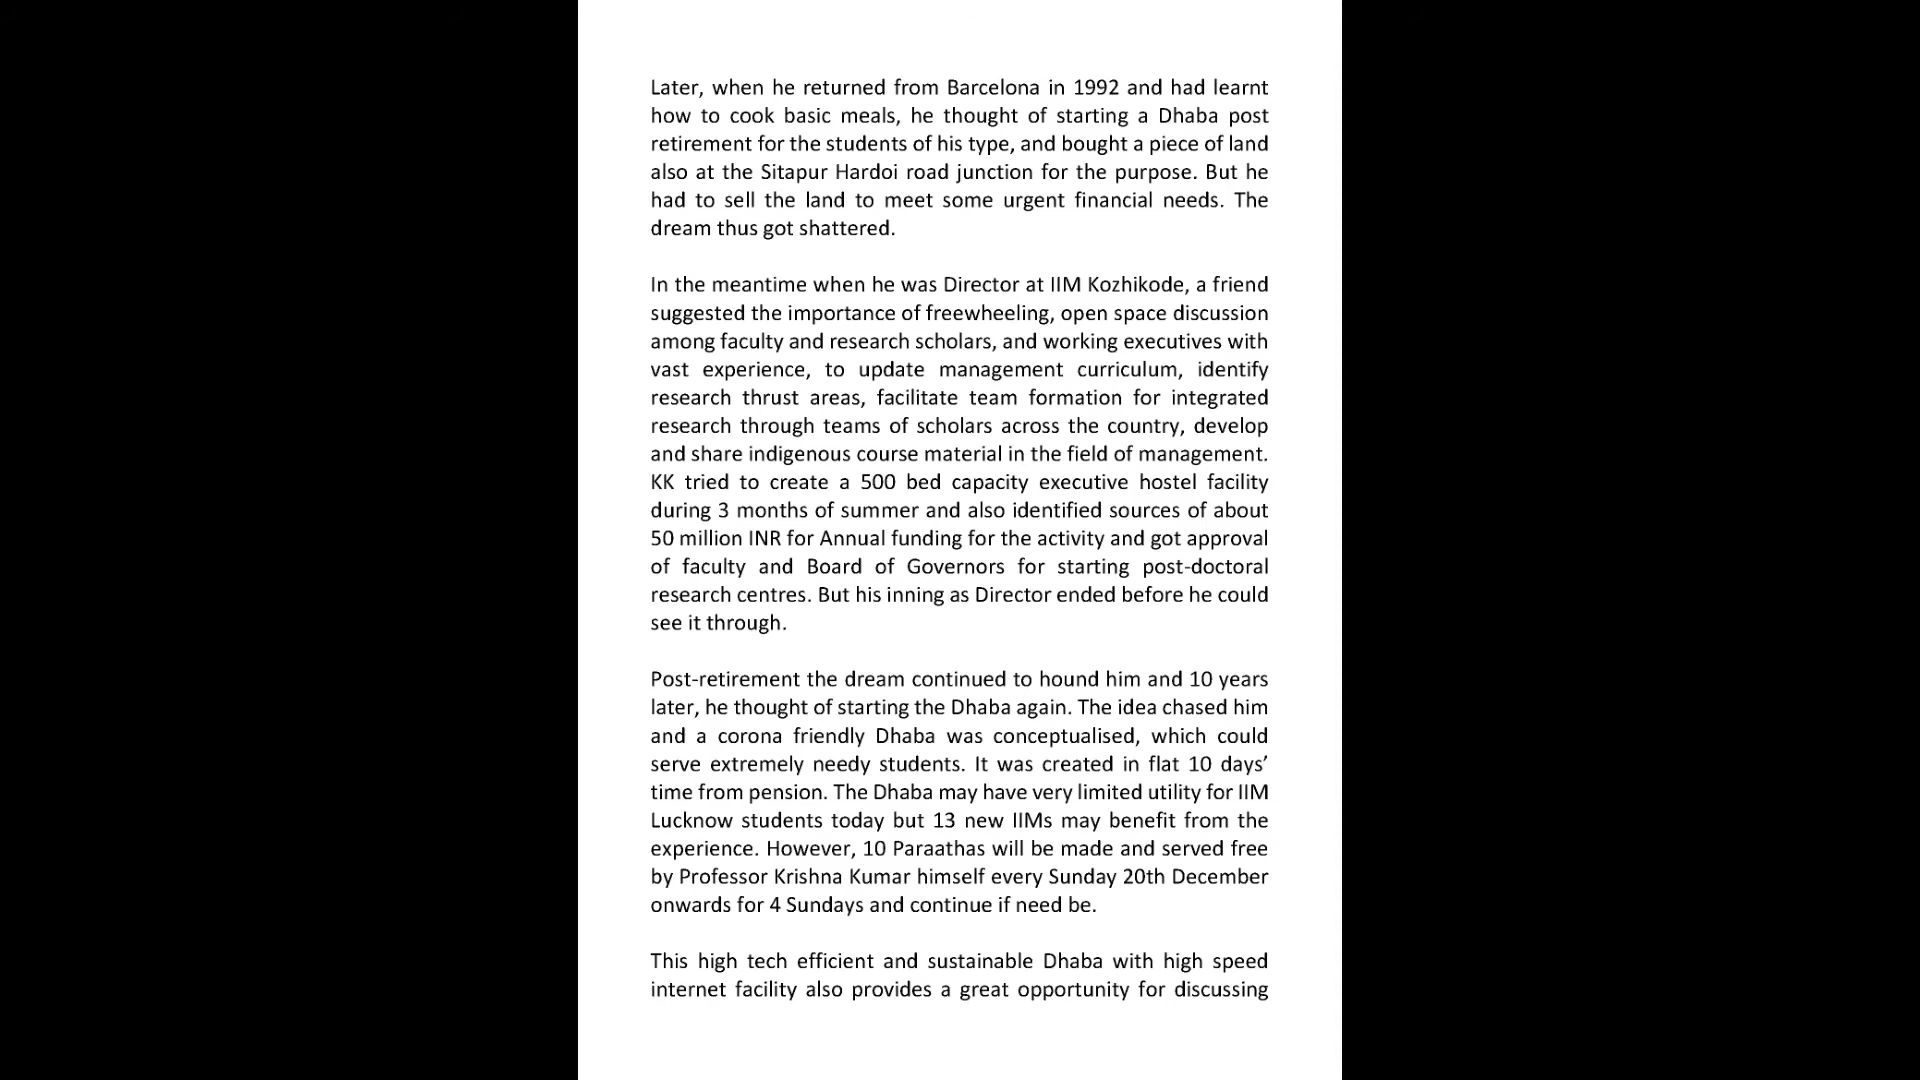 Later, when he returned from Barcelona in 1992 and had learnt
how to cook basic meals, he thought of starting a Dhaba post
retirement for the students of his type, and bought a piece of land
also at the Sitapur Hardoi road junction for the purpose. But he
had to sell the land to meet some urgent financial needs. The
dream thus got shattered.
In the meantime when he was Director at IIM Kozhikode, a friend
suggested the importance of freewheeling, open space discussion
among faculty and research scholars, and working executives with
vast experience, to update management curriculum, identify
research thrust areas, facilitate team formation for integrated
research through teams of scholars across the country, develop
and share indigenous course material in the field of management.
KK tried to create a 500 bed capacity executive hostel facility
during 3 months of summer and also identified sources of about
50 million INR for Annual funding for the activity and got approval
of faculty and Board of Governors for starting post-doctoral
research centres. But his inning as Director ended before he could
see it through.
Post-retirement the dream continued to hound him and 10 years
later, he thought of starting the Dhaba again. The idea chased him
and a corona friendly Dhaba was conceptualised, which could
serve extremely needy students. It was created in flat 10 days’
time from pension. The Dhaba may have very limited utility for IIM
Lucknow students today but 13 new IIMs may benefit from the
experience. However, 10 Paraathas will be made and served free
by Professor Krishna Kumar himself every Sunday 20th December
onwards for 4 Sundays and continue if need be.
This high tech efficient and sustainable Dhaba with high speed
internet facility also provides a great opportunity for discussing